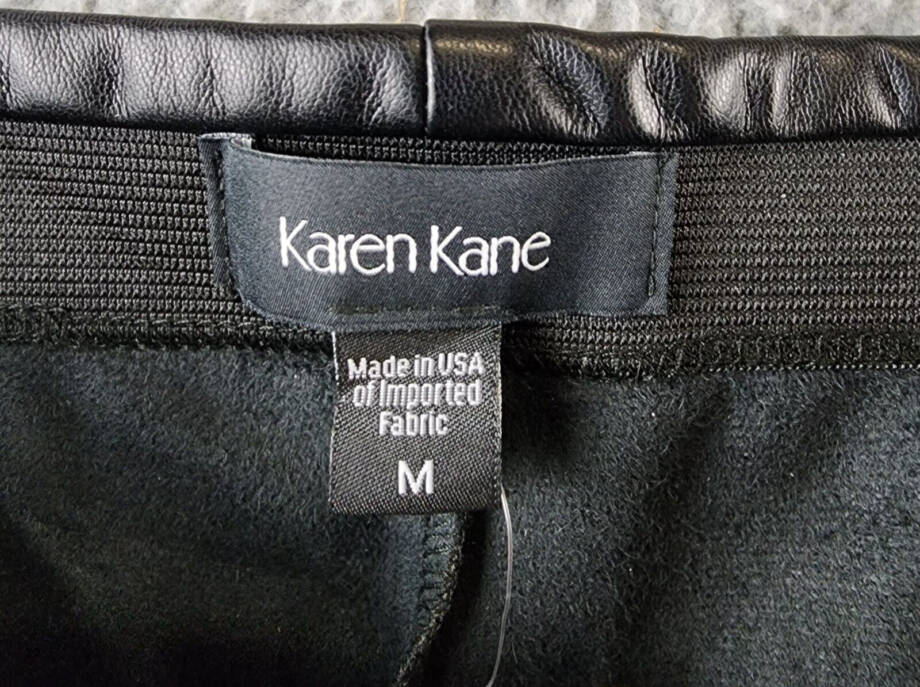 Karen Kane
Made in USA
of Imported
Fabric
M